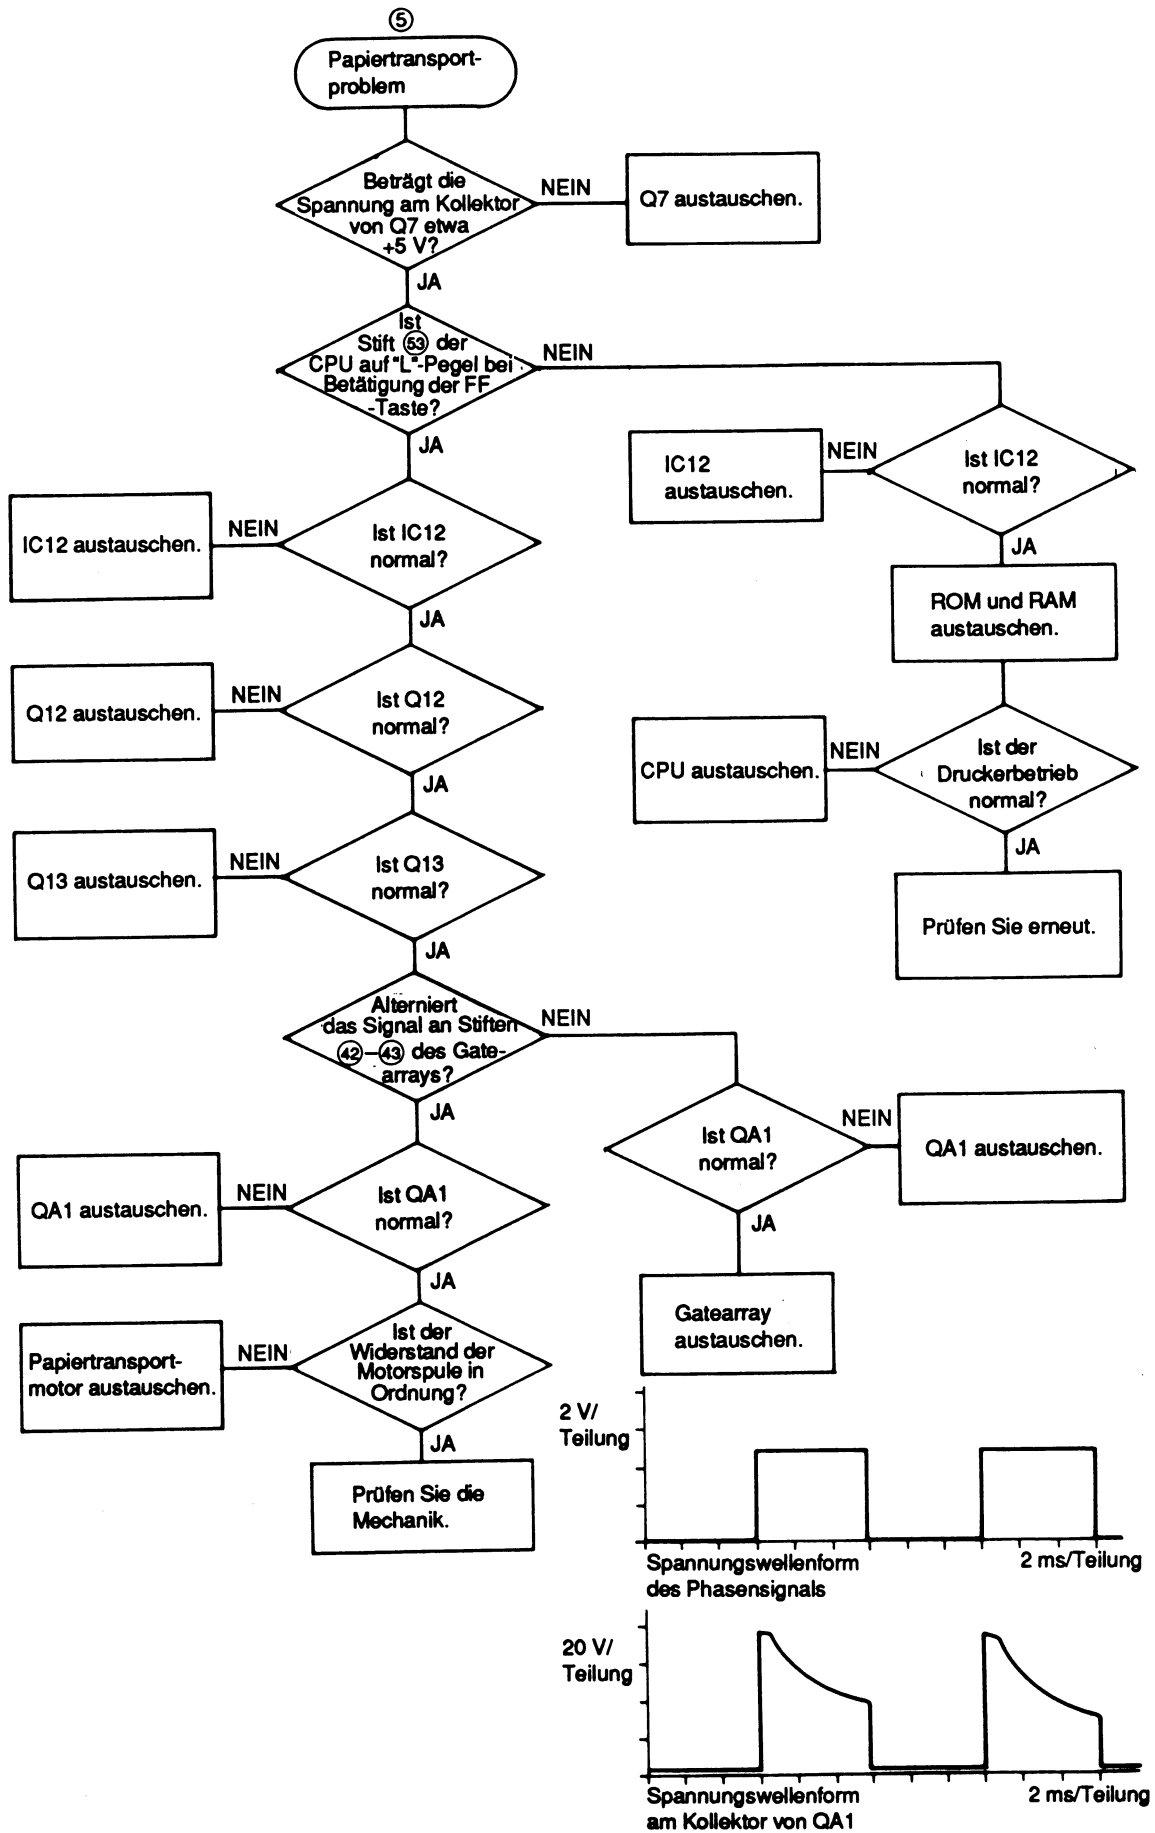 5
Papiertransport-
problem
Beträgt die
Spannung am Kollektor
von Q7 etwa
+5 V?
NEIN
Q7 austauschen.
JA
Ist
Stift 53 der
CPU auf "L"-Pegel bei
Betätigung der FF
-Taste?
NEIN
JA
Ist IC12
normal?
NEIN
IC12
austauschen.
JA
ROM und RAM
austauschen.
Ist der
Druckerbetrieb
normal?
NEIN
CPU austauschen.
JA
Prüfen Sie erneut.
Ist IC12
normal?
NEIN
IC12 austauschen.
JA
Ist Q12
normal?
NEIN
Q12 austauschen.
JA
Ist Q13
normal?
NEIN
Q13 austauschen.
JA
Alterniert
das Signal an Stiften
42–43 des Gate-
arrays?
NEIN
JA
Ist QA1
normal?
NEIN
QA1 austauschen.
JA
Gatearray
austauschen.
Ist QA1
normal?
NEIN
QA1 austauschen.
JA
Ist der
Widerstand der
Motorspule in
Ordnung?
NEIN
Papiertransport-
motor austauschen.
JA
Prüfen Sie die
Mechanik.
2 V/
Teilung
Spannungswellenform
des Phasensignals
2 ms/Teilung
20 V/
Teilung
Spannungswellenform
am Kollektor von QA1
2 ms/Teilung